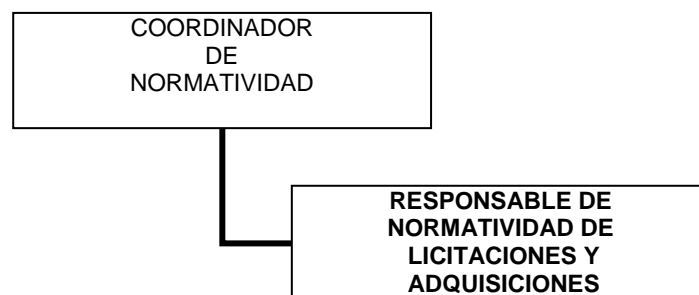 COORDINADOR
DE
NORMATIVIDAD
RESPONSABLE DE
NORMATIVIDAD DE
LICITACIONES Y
ADQUISICIONES